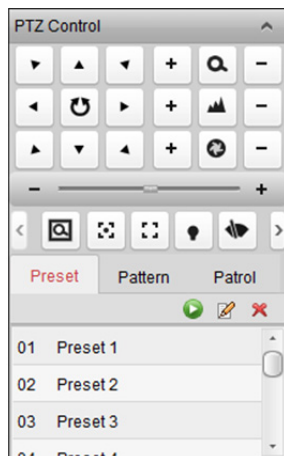 PTZ Control
Preset Pattern Patrol
01 Preset 1
02 Preset 2
03 Preset 3